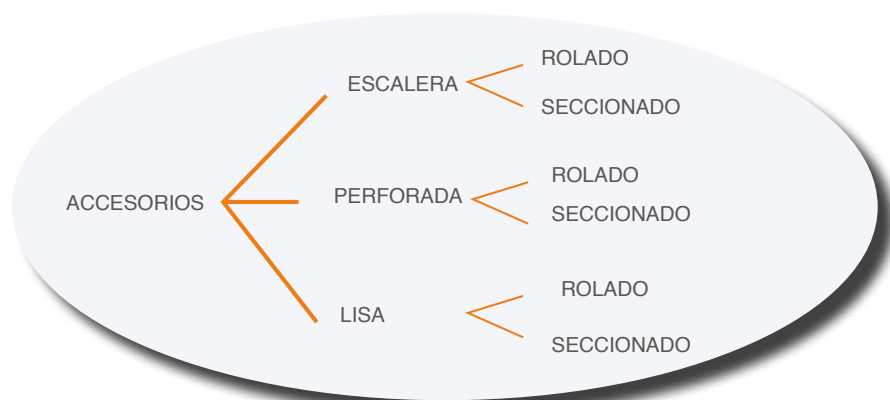 ACCESORIOS
ESCALERA
ROLADO
SECCIONADO
PERFORADA
ROLADO
SECCIONADO
LISA
ROLADO
SECCIONADO